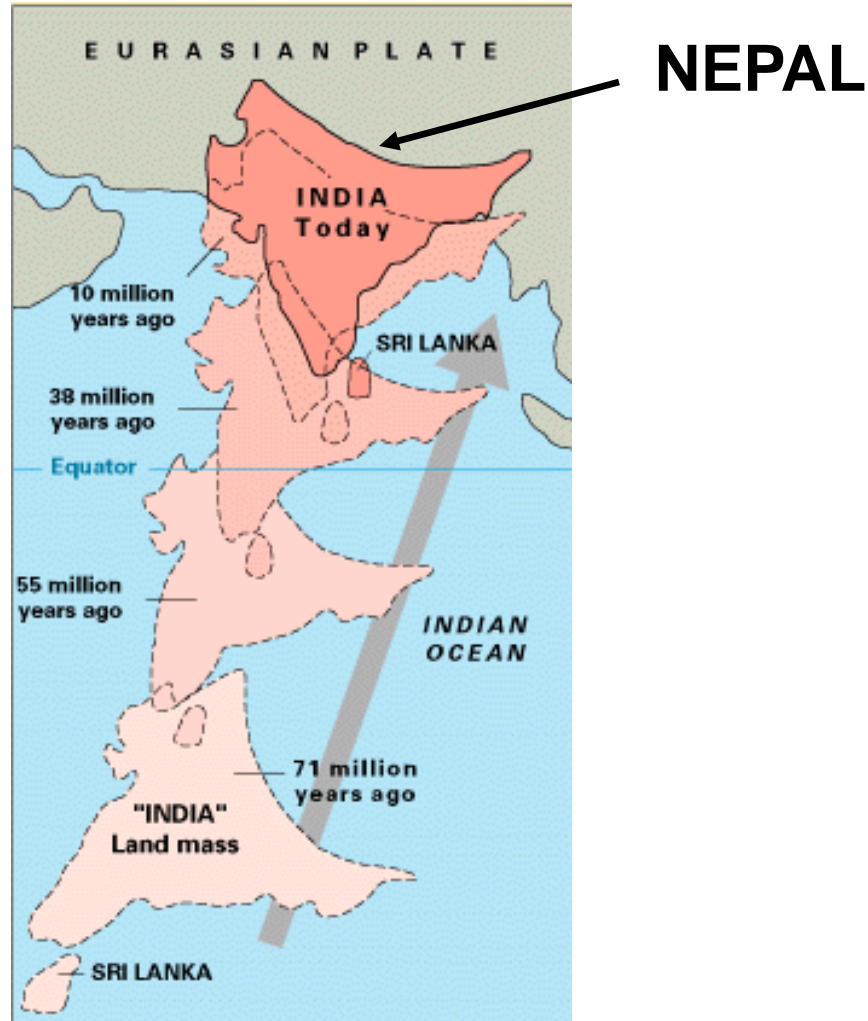 EURASIAN PLATE
NEPAL
INDIA
Today
10 million
years ago
SRI LANKA
38 million
years ago
Equator
55 million
years ago
INDIAN
OCEAN
71 million
years ago
"INDIA"
Land mass
SRI LANKA